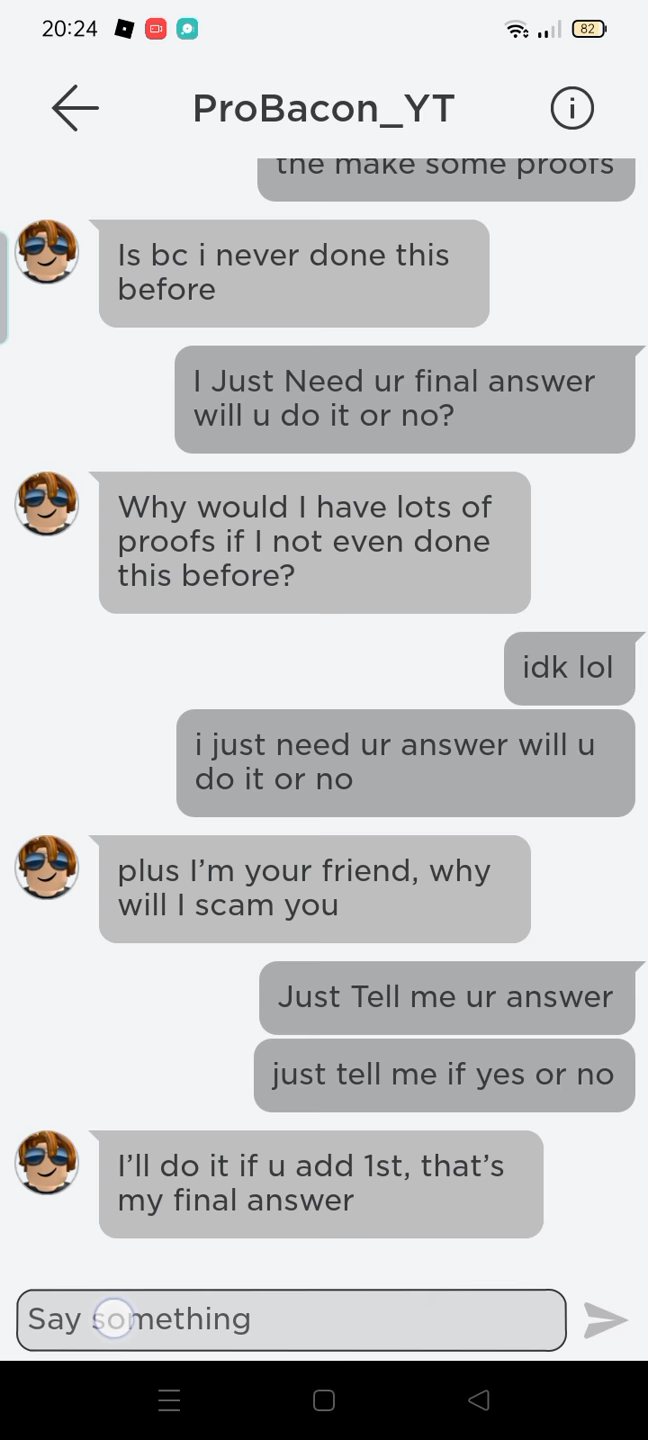 20:24
82
ProBacon_YT
the make some proofs
Is bc i never done this
before
I Just Need ur final answer
will u do it or no?
Why would I have lots of
proofs if I not even done
this before?
idk lol
i just need ur answer will u
do it or no
plus I’m your friend, why
will I scam you
Just Tell me ur answer
just tell me if yes or no
I’ll do it if u add 1st, that’s
my final answer
Say something